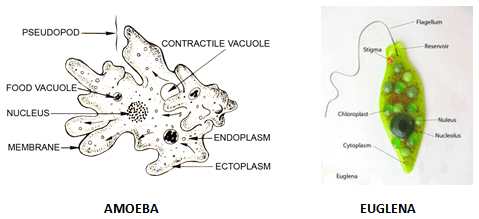 PSEUDOPOD
CONTRACTILE VACUOLE
FOOD VACUOLE
NUCLEUS
MEMBRANE
ENDOPLASM
ECTOPLASM
AMOEBA
Flagellum
Reservoir
Stigma
Chloroplast
Nuleus
Nucleolus
Cytoplasm
Euglena
EUGLENA